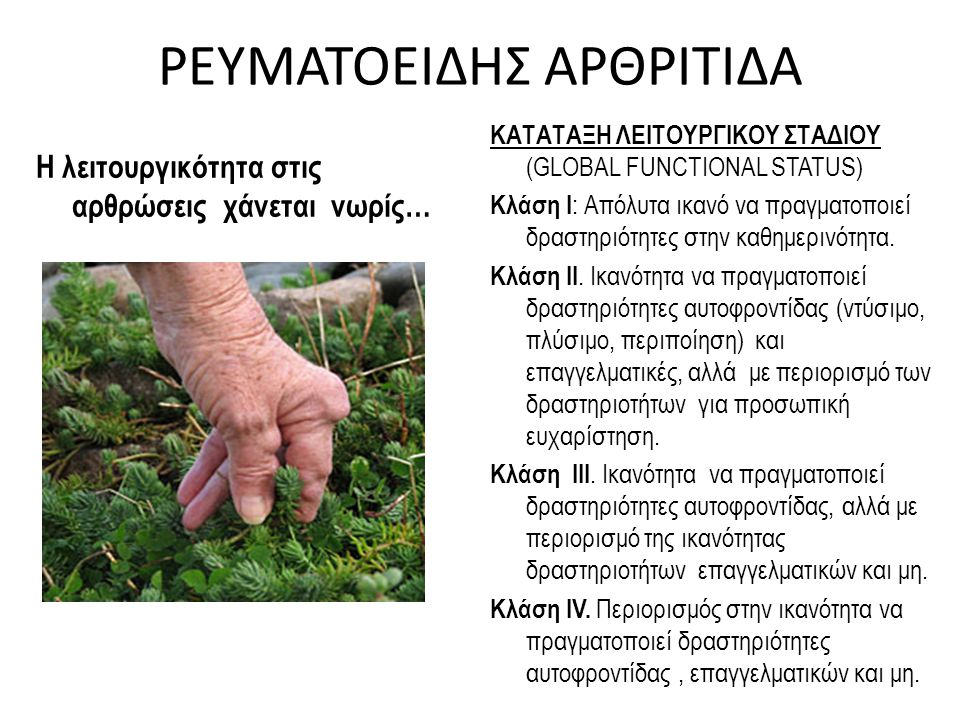 ΡΕΥΜΑΤΟΕΙΔΗΣ ΑΡΘΡΙΤΙΔΑ
Η λειτουργικότητα στις
αρθρώσεις χάνεται νωρίς…
ΚΑΤΑΤΑΞΗ ΛΕΙΤΟΥΡΓΙΚΟΥ ΣΤΑΔΙΟΥ
(GLOBAL FUNCTIONAL STATUS)
Κλάση Ι: Απόλυτα ικανό να πραγματοποιεί
δραστηριότητες στην καθημερινότητα.
Κλάση ΙΙ. Ικανότητα να πραγματοποιεί
δραστηριότητες αυτοφροντίδας (ντύσιμο,
πλύσιμο, περιποίηση) και
επαγγελματικές, αλλά με περιορισμό των
δραστηριοτήτων για προσωπική
ευχαρίστηση.
Κλάση ΙΙΙ. Ικανότητα να πραγματοποιεί
δραστηριότητες αυτοφροντίδας, αλλά με
περιορισμό της ικανότητας
δραστηριοτήτων επαγγελματικών και μη.
Κλάση IV. Περιορισμός στην ικανότητα να
πραγματοποιεί δραστηριότητες
αυτοφροντίδας , επαγγελματικών και μη.